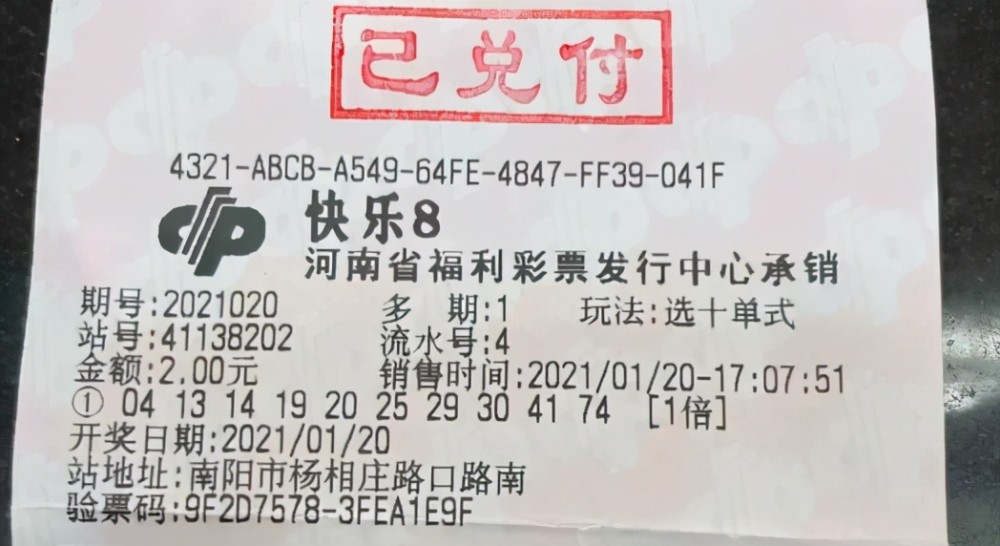 已兑付
4321-ABCB-A549-64FE-4847-FF39-041F
快乐8
河南省福利彩票发行中心承销
期号:2021020 多 期:1 玩法:选十单式
站号:41138202 流水号:4
金额:2.00元 销售时间:2021/01/20-17:07:51
① 04 13 14 19 20 25 29 30 41 74 [1倍]
开奖日期:2021/01/20
站地址:南阳市杨相庄路口路南
验票码:9F2D7578-3FEA1E9F